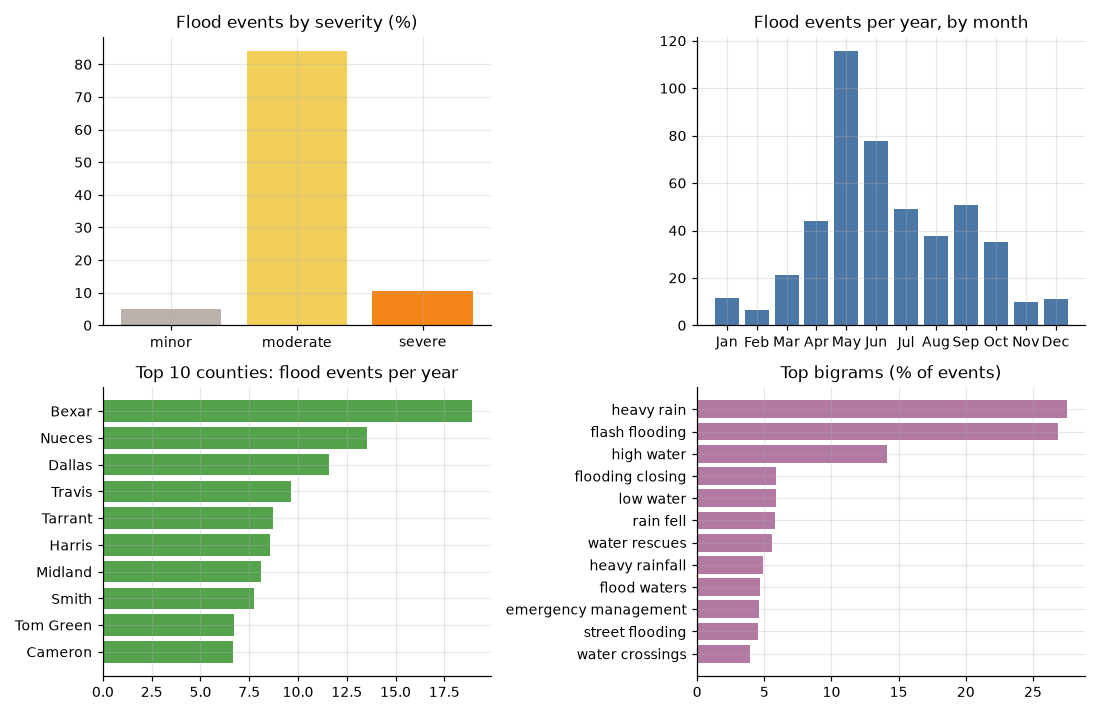 Flood events by severity (%)
80
70
60
50
40
30
20
10
0
minor moderate severe
Flood events per year, by month
120
100
80
60
40
20
0
Jan Feb Mar Apr May Jun Jul Aug Sep Oct Nov Dec
Top 10 counties: flood events per year
Bexar
Nueces
Dallas
Travis
Tarrant
Harris
Midland
Smith
Tom Green
Cameron
0.0 2.5 5.0 7.5 10.0 12.5 15.0 17.5
Top bigrams (% of events)
heavy rain
flash flooding
high water
flooding closing
low water
rain fell
water rescues
heavy rainfall
flood waters
emergency management
street flooding
water crossings
0 5 10 15 20 25